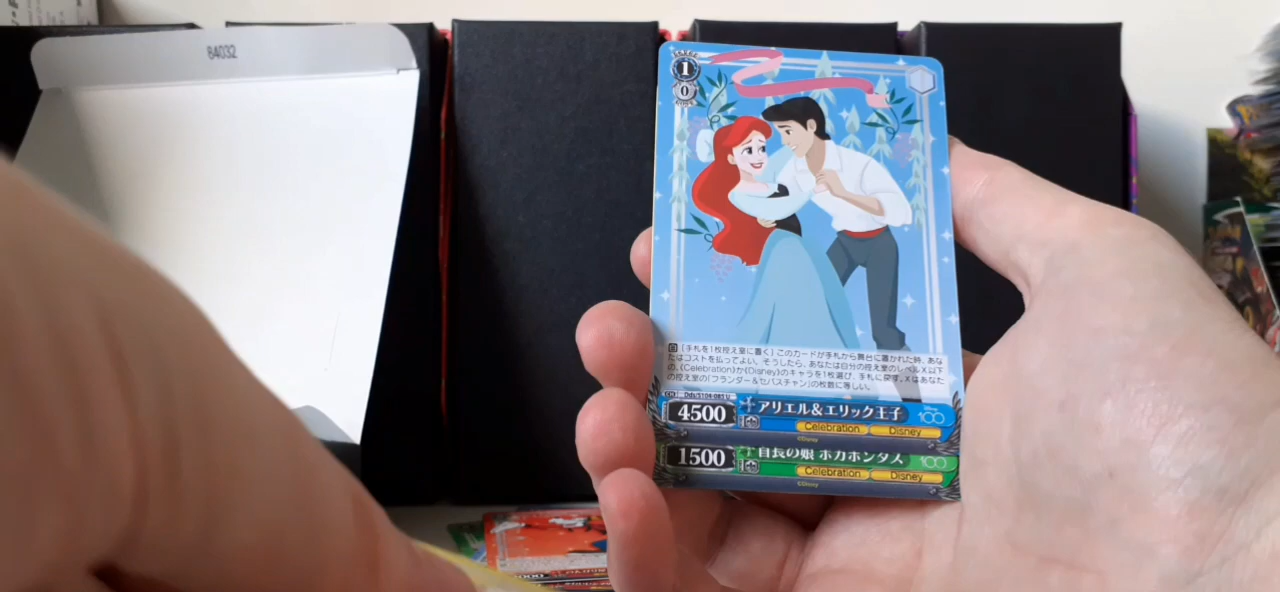 84032
1
0
自【手札を1枚控え室に置く】このカードが手札から舞台に置かれた時、あな
たはコストを払ってよい。そうしたら、あなたは自分の控え室のレベルX以下
の、《Celebration》か《Disney》のキャラを1枚選び、手札に戻す。Xはあなた
の控え室の「フランダー＆セバスチャン」の枚数に等しい。
Dds/S104-085 U
4500 アリエル＆エリック王子 Disney 100
Celebration Disney
©Disney
1500 酋長の娘 ポカホンタス 100
Celebration Disney
©Disney